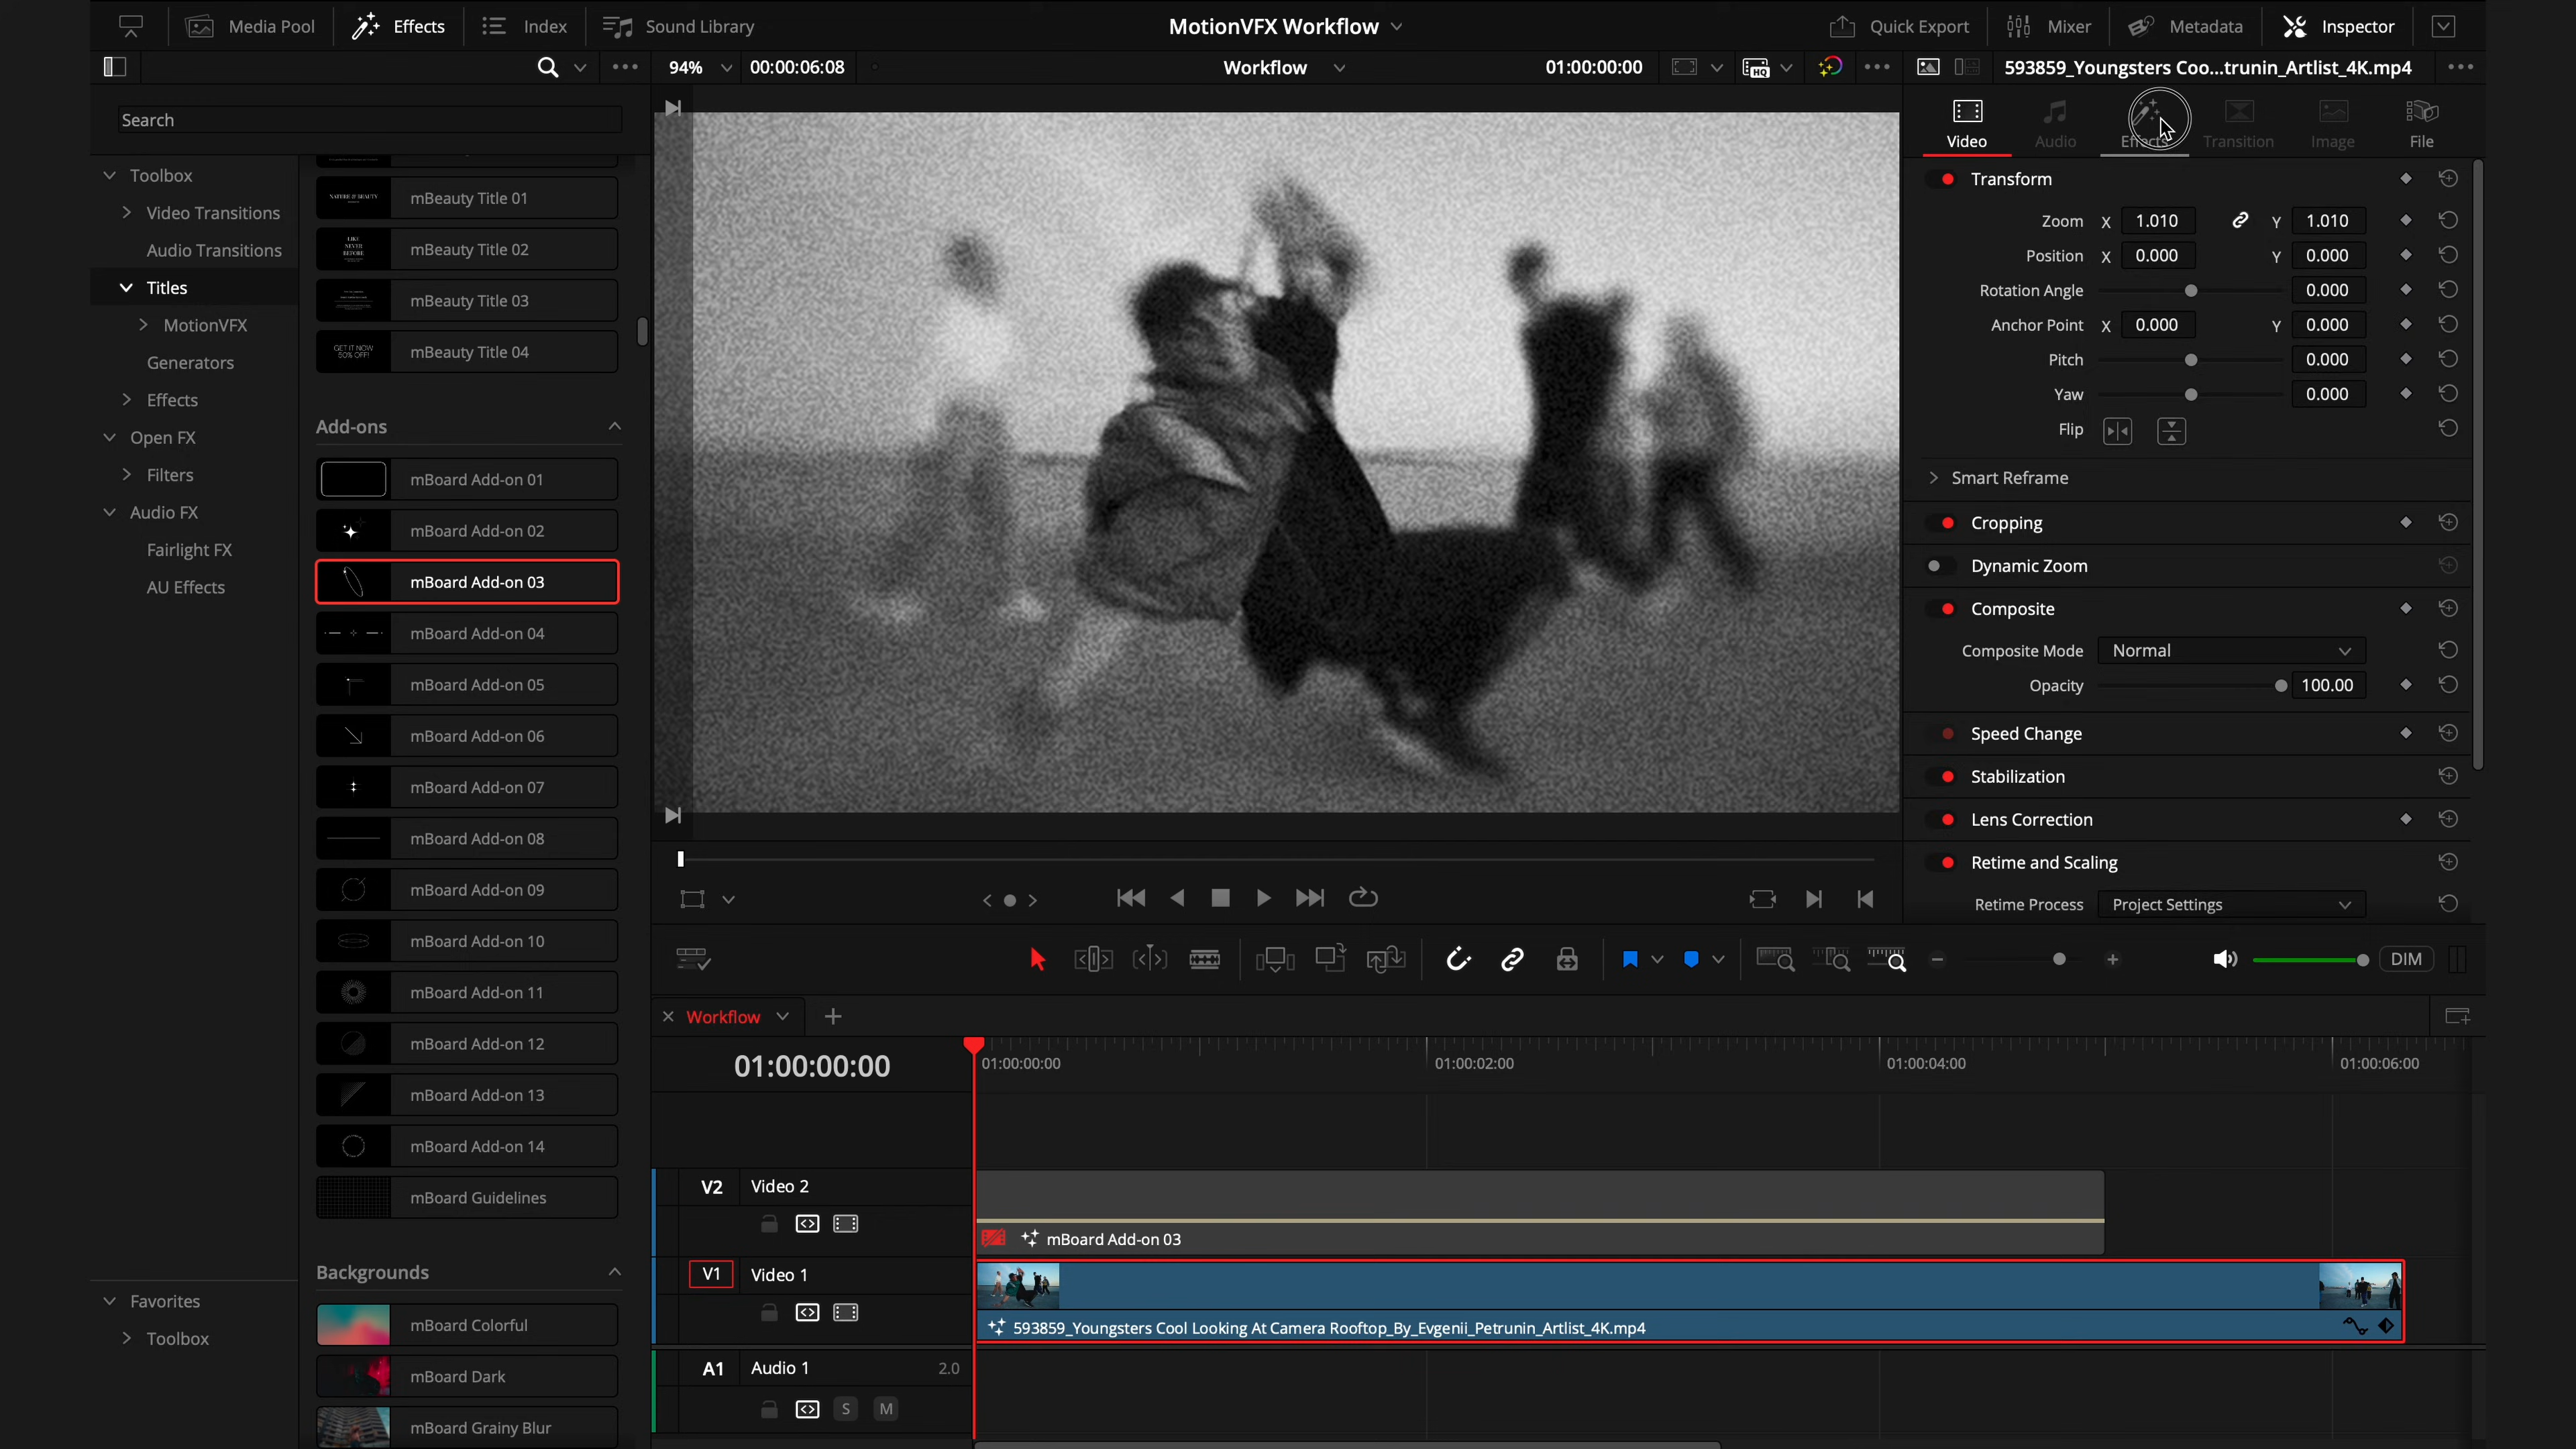 Media Pool
Effects
Index
Sound Library
MotionVFX Workflow
Quick Export
Mixer
Metadata
Inspector
94%
00:00:06:08
Workflow
01:00:00:00
HQ
593859_Youngsters Coo...trunin_Artlist_4K.mp4
Search
Toolbox
Video Transitions
Audio Transitions
Titles
MotionVFX
Generators
Effects
Open FX
Filters
Audio FX
Fairlight FX
AU Effects
Favorites
Toolbox
NATURE & BEAUTY
mBeauty Title 01
LIKE NEVER BEFORE
mBeauty Title 02
mBeauty Title 03
GET IT NOW 50% OFF!
mBeauty Title 04
Add-ons
mBoard Add-on 01
mBoard Add-on 02
mBoard Add-on 03
mBoard Add-on 04
mBoard Add-on 05
mBoard Add-on 06
mBoard Add-on 07
mBoard Add-on 08
mBoard Add-on 09
mBoard Add-on 10
mBoard Add-on 11
mBoard Add-on 12
mBoard Add-on 13
mBoard Add-on 14
mBoard Guidelines
Backgrounds
mBoard Colorful
mBoard Dark
mBoard Grainy Blur
Video
Audio
Effects
Transition
Image
File
Transform
Zoom X 1.010 Y 1.010
Position X 0.000 Y 0.000
Rotation Angle 0.000
Anchor Point X 0.000 Y 0.000
Pitch 0.000
Yaw 0.000
Flip
Smart Reframe
Cropping
Dynamic Zoom
Composite
Composite Mode Normal
Opacity 100.00
Speed Change
Stabilization
Lens Correction
Retime and Scaling
Retime Process Project Settings
DIM
Workflow
01:00:00:00
01:00:00:00
01:00:02:00
01:00:04:00
01:00:06:00
V2 Video 2
mBoard Add-on 03
V1 Video 1
593859_Youngsters Cool Looking At Camera Rooftop_By_Evgenii_Petrunin_Artlist_4K.mp4
A1 Audio 1 2.0
S M